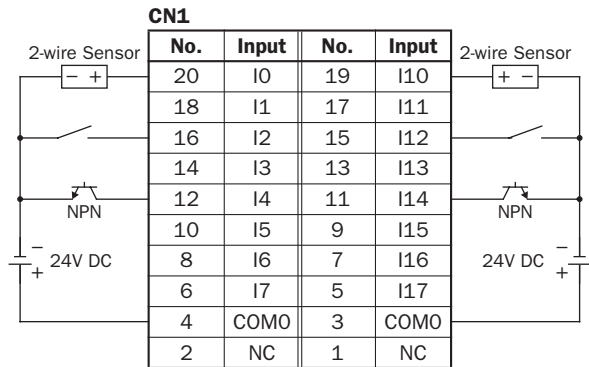 CN1
2-wire Sensor
No. Input No. Input
2-wire Sensor
− +
20 I0 19 I10
+ −
18 I1 17 I11
16 I2 15 I12
14 I3 13 I13
12 I4 11 I14
NPN
NPN
10 I5 9 I15
−
24V DC
+
8 I6 7 I16
24V DC
−
+
6 I7 5 I17
4 COM0 3 COM0
2 NC 1 NC